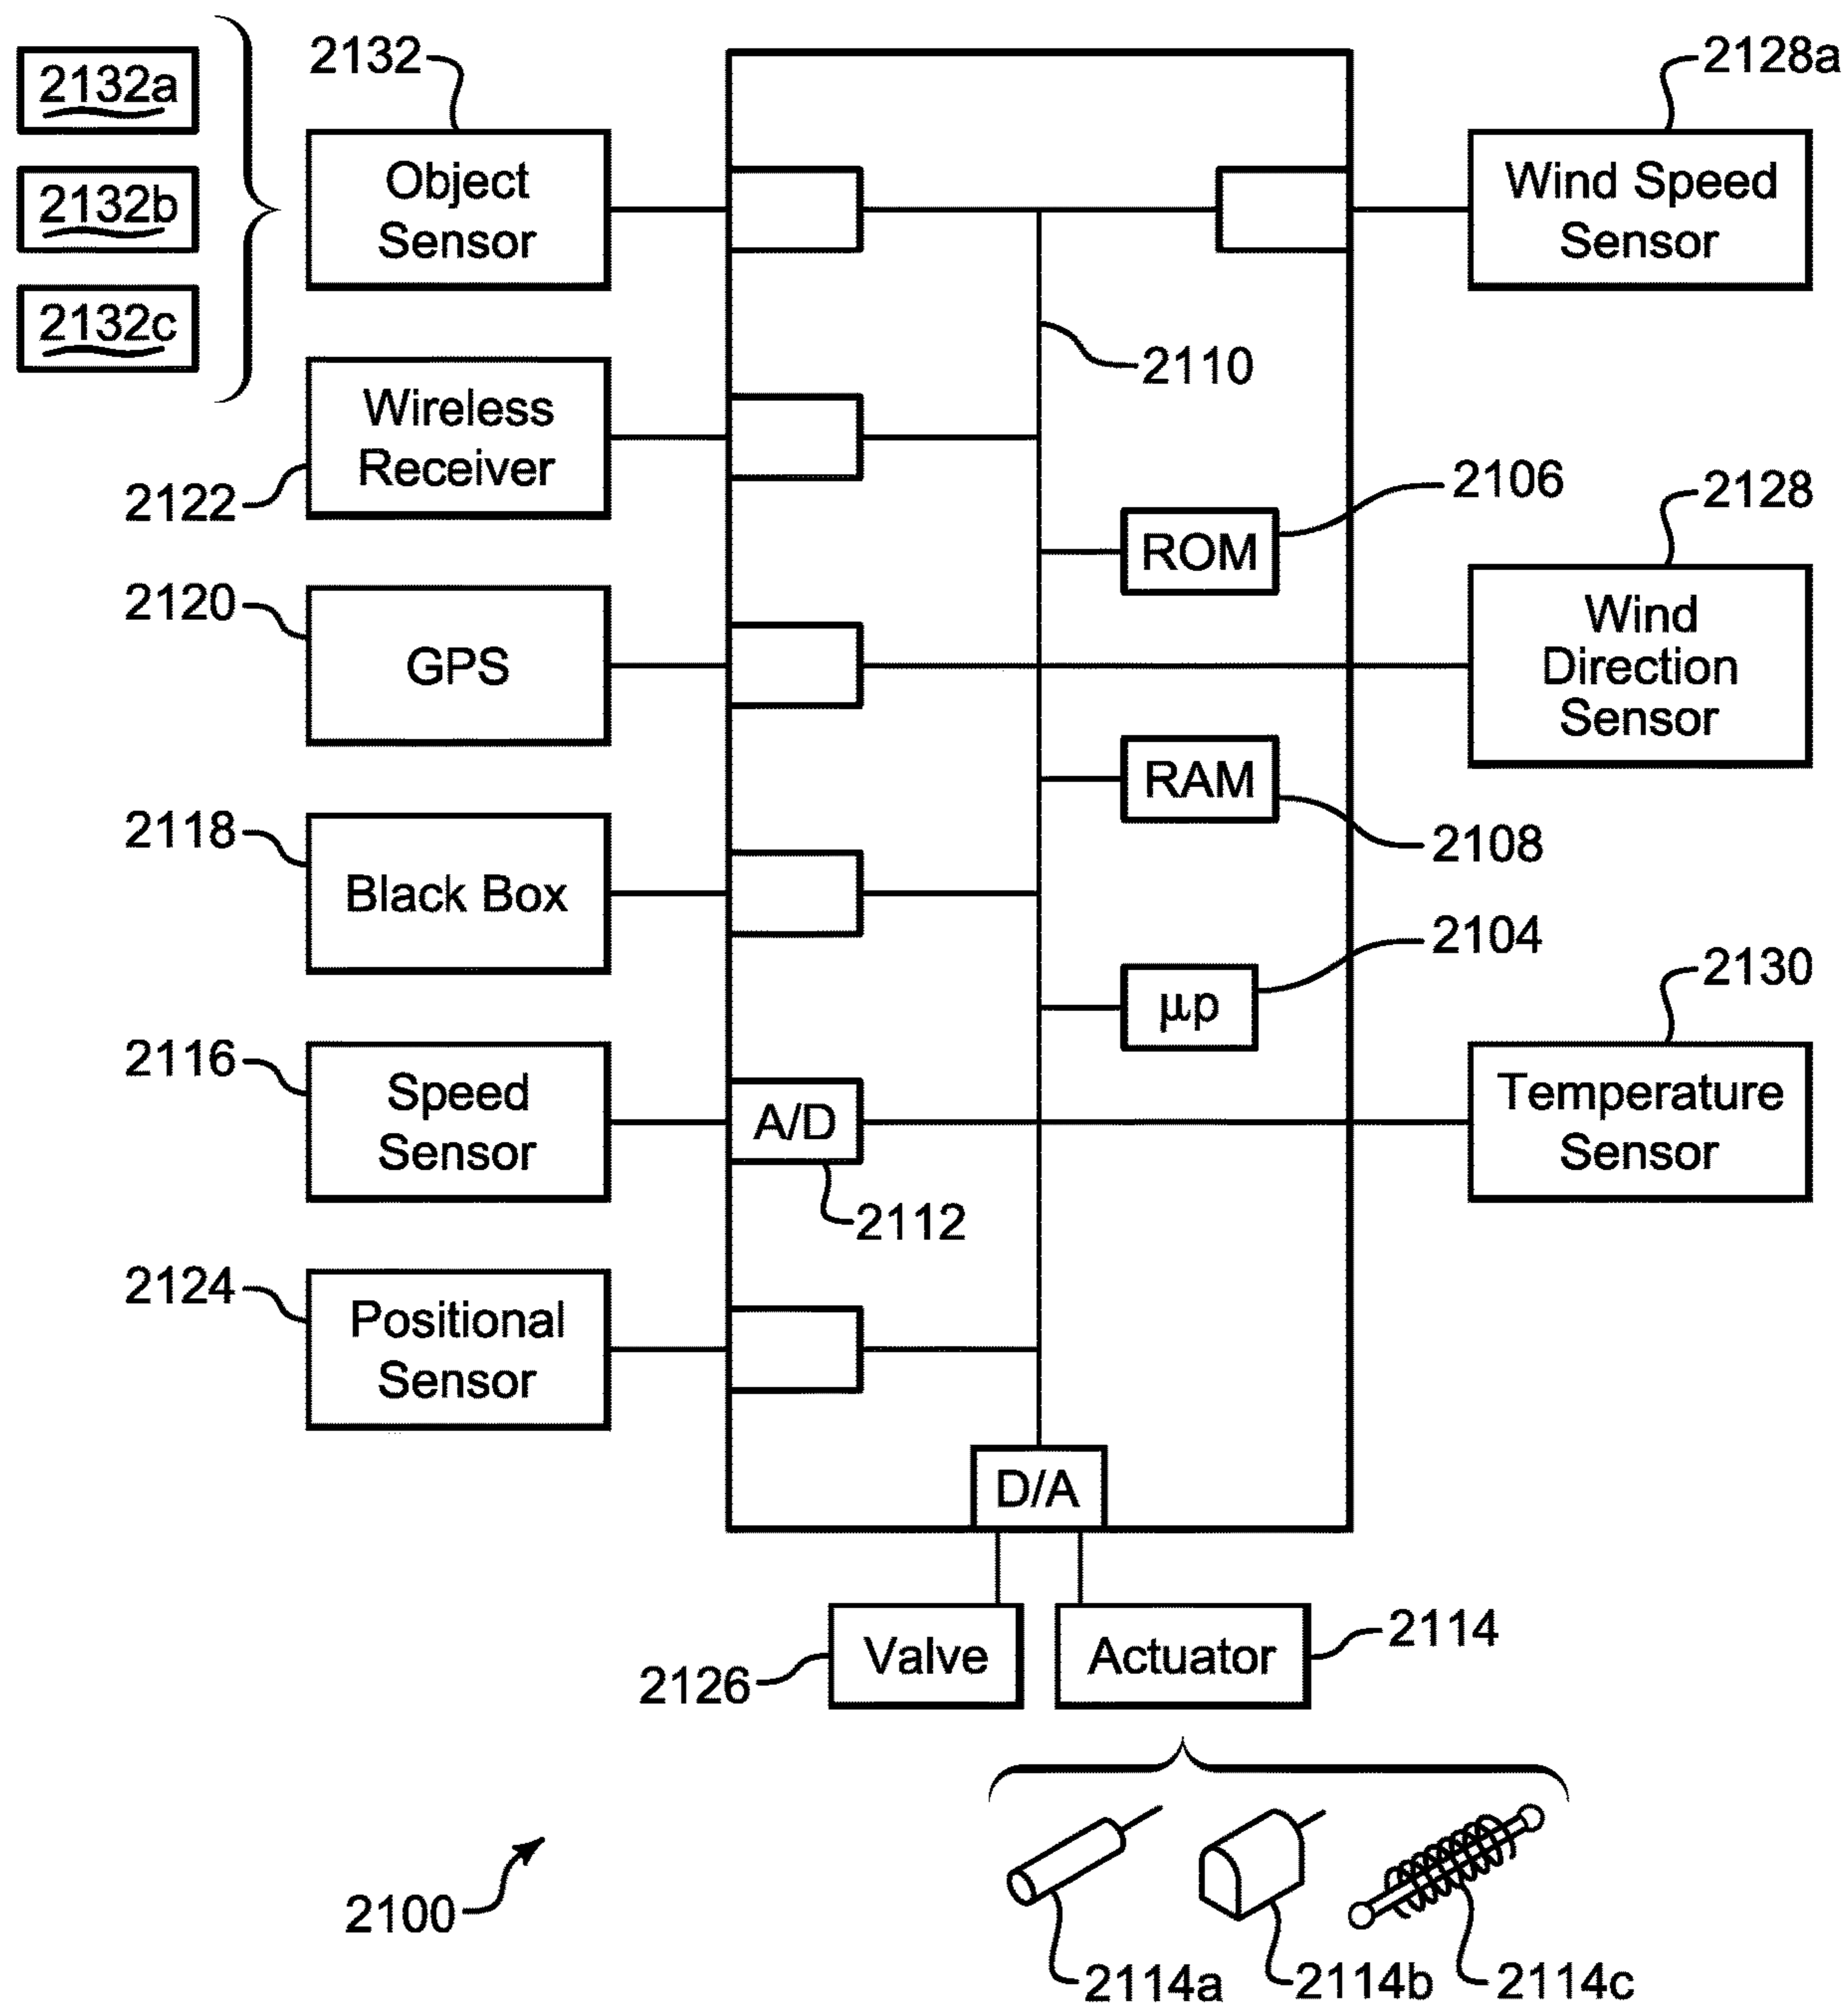 2132a
2132b
2132c
2132
Object
Sensor
2128a
Wind Speed
Sensor
2110
Wireless
Receiver
2122
2106
ROM
2128
Wind
Direction
Sensor
2120
GPS
RAM
2108
2118
Black Box
2104
µp
2130
Temperature
Sensor
2116
Speed
Sensor
A/D
2112
2124
Positional
Sensor
D/A
Valve
2126
Actuator
2114
2100
2114a
2114b
2114c